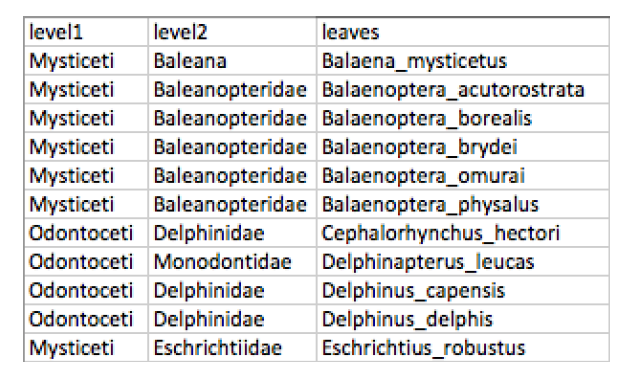 level1 level2 leaves
Mysticeti Baleana Balaena_mysticetus
Mysticeti Baleanopteridae Balaenoptera_acutorostrata
Mysticeti Baleanopteridae Balaenoptera_borealis
Mysticeti Baleanopteridae Balaenoptera_brydei
Mysticeti Baleanopteridae Balaenoptera_omurai
Mysticeti Baleanopteridae Balaenoptera_physalus
Odontoceti Delphinidae Cephalorhynchus_hectori
Odontoceti Monodontidae Delphinapterus_leucas
Odontoceti Delphinidae Delphinus_capensis
Odontoceti Delphinidae Delphinus_delphis
Mysticeti Eschrichtiidae Eschrichtius_robustus